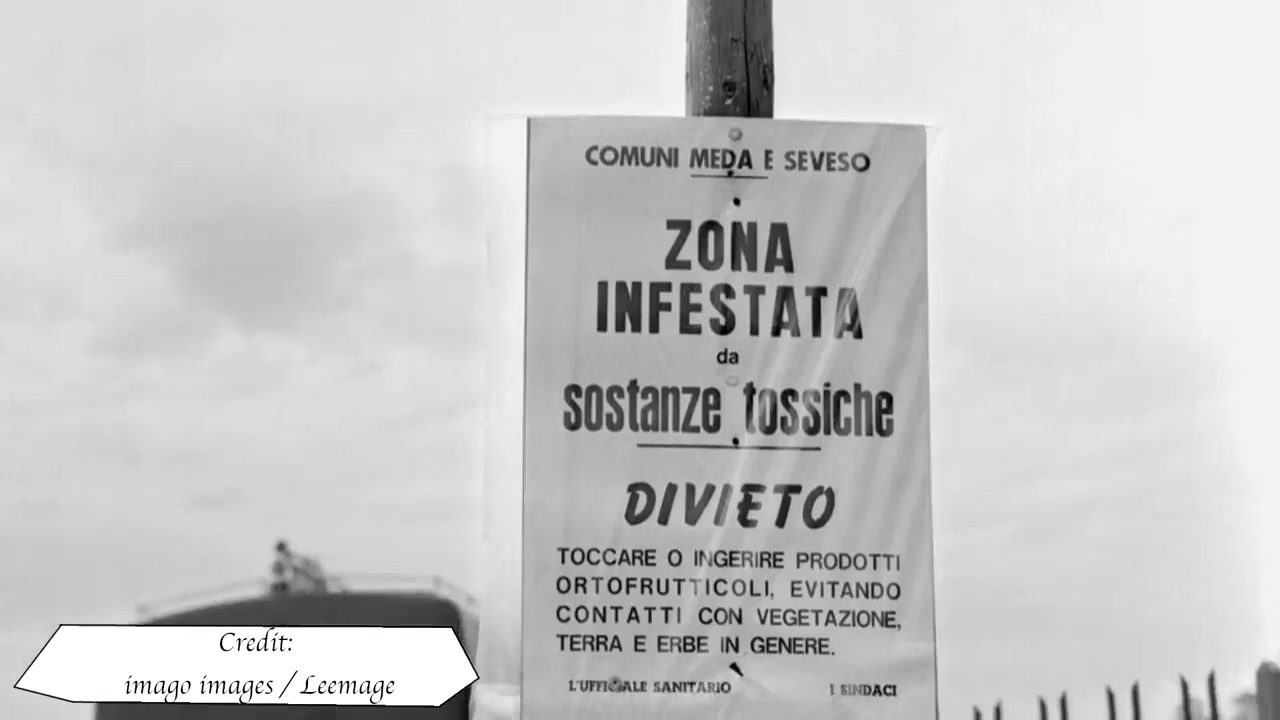 COMUNI MEDA E SEVESO
ZONA
INFESTATA
da
sostanze tossiche
DIVIETO
TOCCARE O INGERIRE PRODOTTI
ORTOFRUTTICOLI, EVITANDO
CONTATTI CON VEGETAZIONE,
TERRA E ERBE IN GENERE.
L'UFFICIALE SANITARIO I SINDACI
Credit:
imago images / Leemage